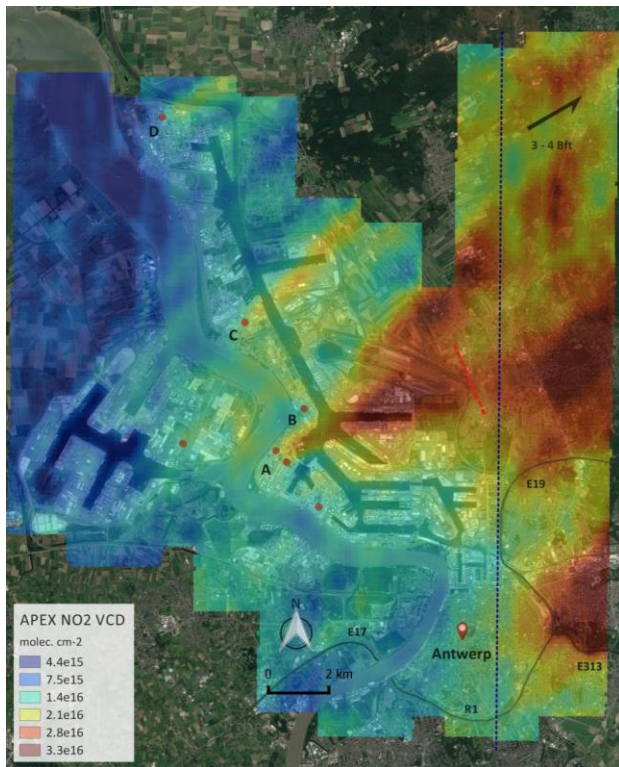 D
3 - 4 Bft
C
B
A
E19
APEX NO2 VCD
molec. cm-2
4.4e15
7.5e15
1.4e16
2.1e16
2.8e16
3.3e16
N
0 2 km
E17
Antwerp
R1
E313